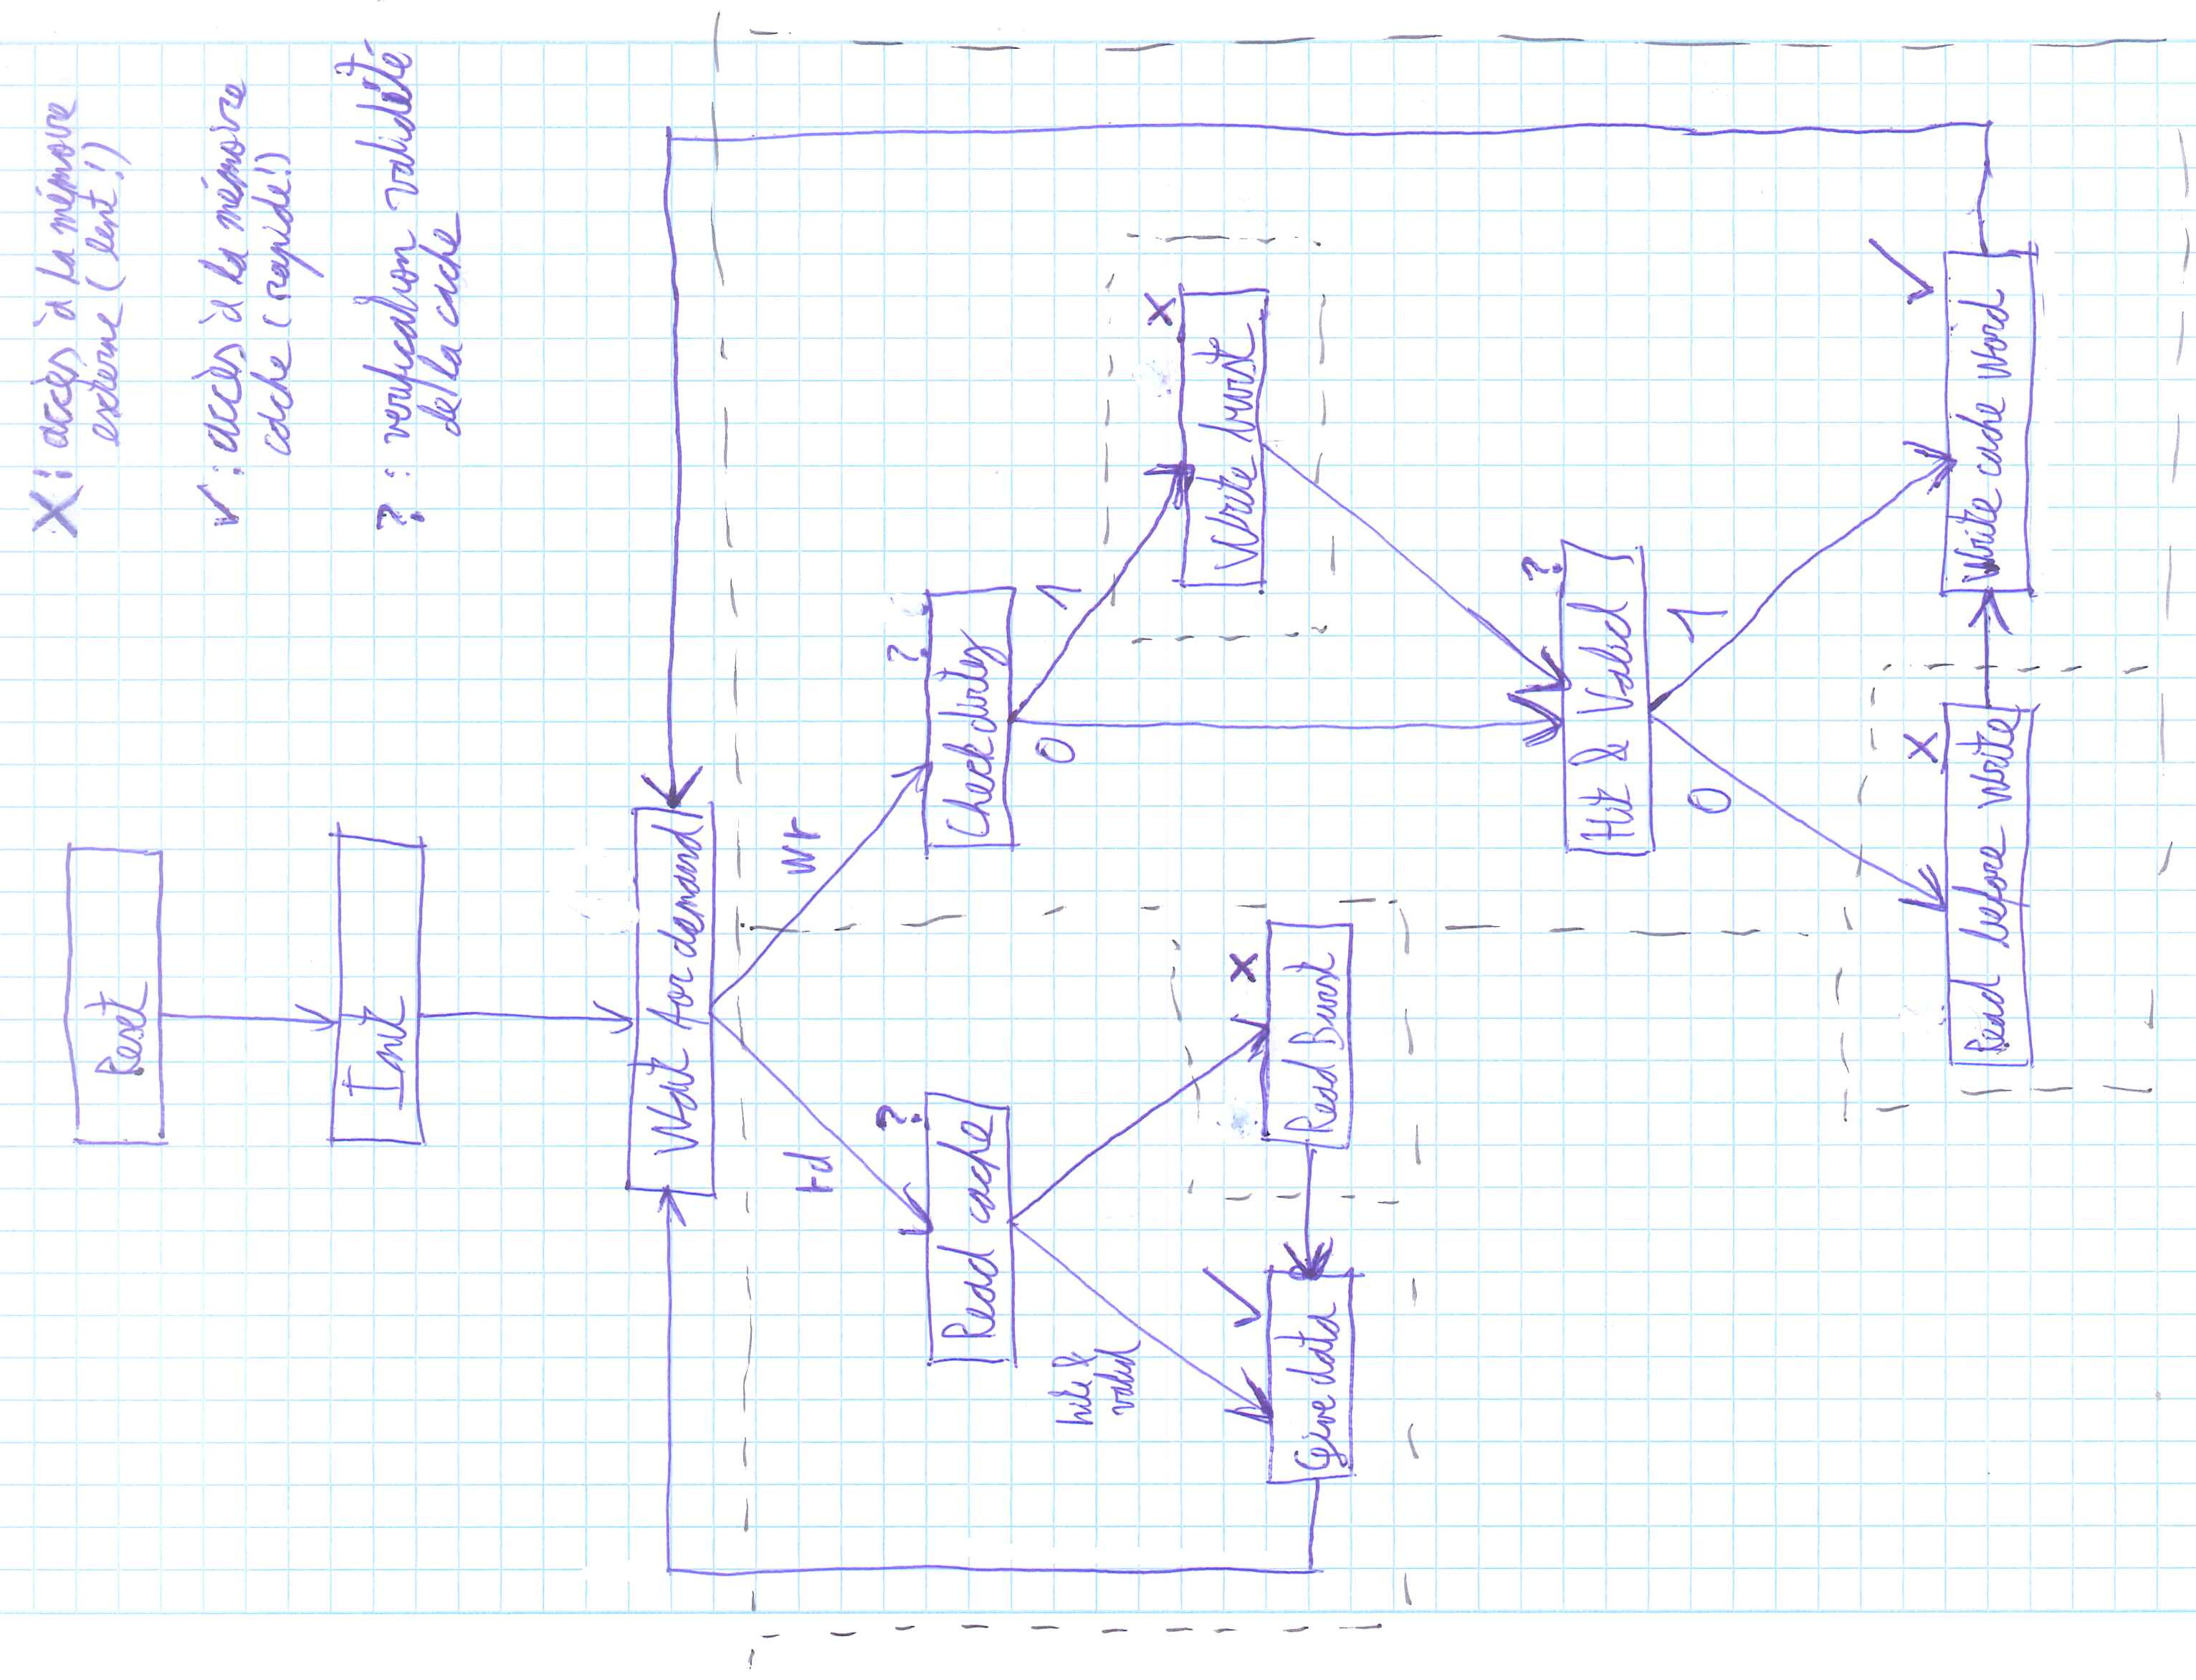 X : accès à la mémoire
externe (lent!)
✓ : accès à la mémoire
cache (rapide!)
? : verification validité
de la cache
Reset
Init
Wait for demand
rd
wr
?
Read cache
?
Check dirty
hit &
valid
0
1
✓
Give data
X
Read Burst
X
Write burst
?
Hit & Valid
0
1
X
Read before write
✓
Write cache word